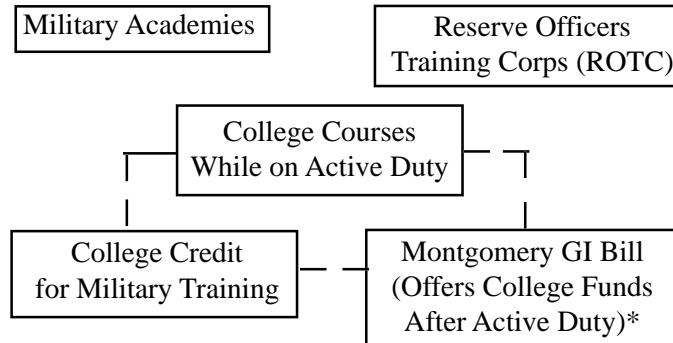 Military Academies
Reserve Officers
Training Corps (ROTC)
College Courses
While on Active Duty
College Credit
for Military Training
Montgomery GI Bill
(Offers College Funds
After Active Duty)*